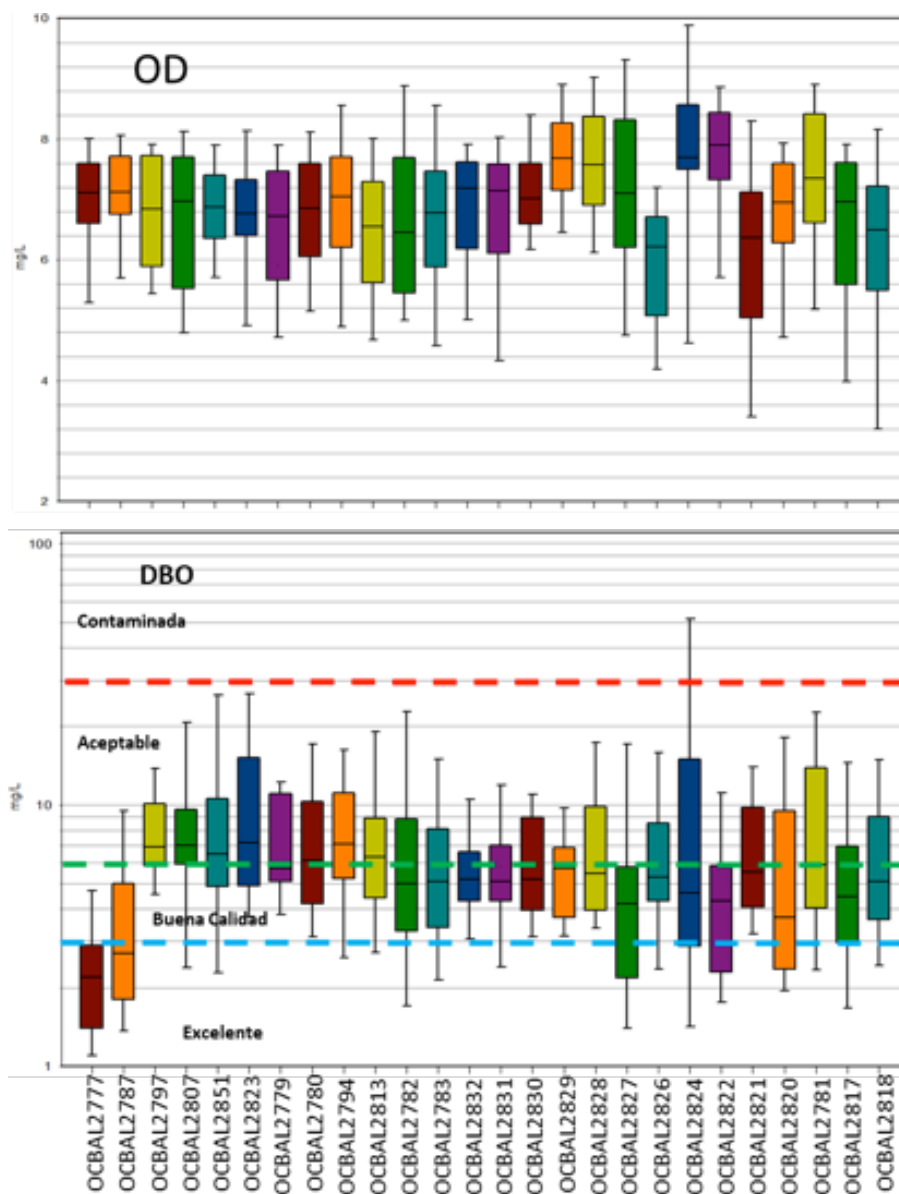 OD
10
8
6
4
2
mg/L
DBO
Contaminada
Aceptable
Buena Calidad
Excelente
100
10
1
mg/L
OCBAL2777
OCBAL2787
OCBAL2797
OCBAL2807
OCBAL2851
OCBAL2823
OCBAL2779
OCBAL2780
OCBAL2794
OCBAL2813
OCBAL2782
OCBAL2783
OCBAL2832
OCBAL2831
OCBAL2830
OCBAL2829
OCBAL2828
OCBAL2827
OCBAL2826
OCBAL2824
OCBAL2822
OCBAL2821
OCBAL2820
OCBAL2781
OCBAL2817
OCBAL2818